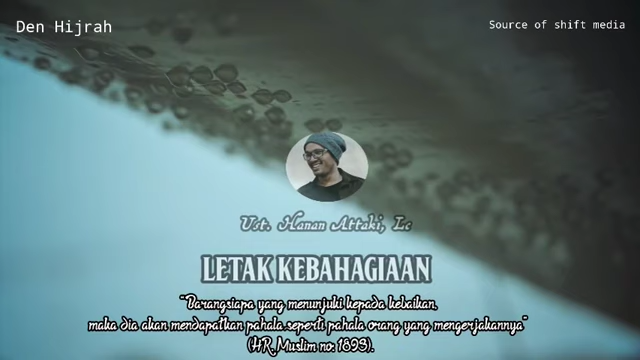 Den Hijrah
Source of shift media
Ust. Hanan Attaki, Lc
LETAK KEBAHAGIAAN
"Barangsiapa yang menunjuki kepada kebaikan,
maka dia akan mendapatkan pahala seperti pahala orang yang mengerjakannya"
(HR. Muslim no: 1893).